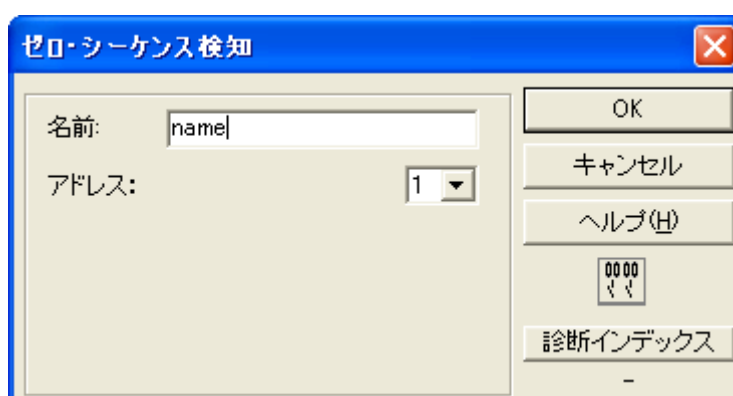 ゼロ・シーケンス検知
名前:
name
アドレス:
1
OK
キャンセル
ヘルプ(H)
0000
診断インデックス
-